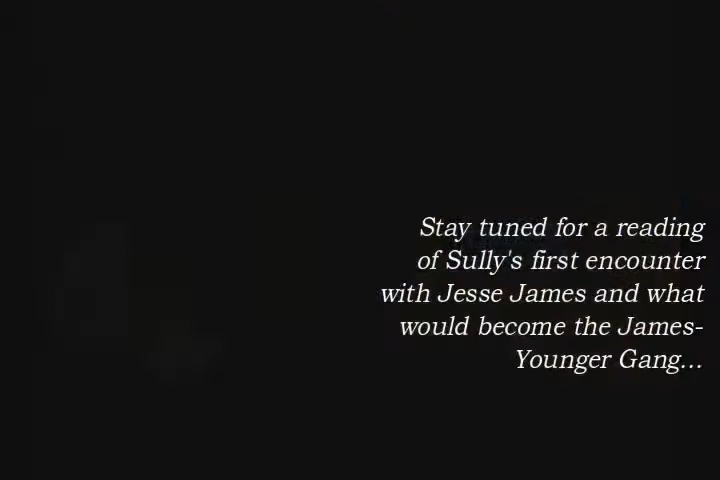 Stay tuned for a reading
of Sully's first encounter
with Jesse James and what
would become the James-
Younger Gang...